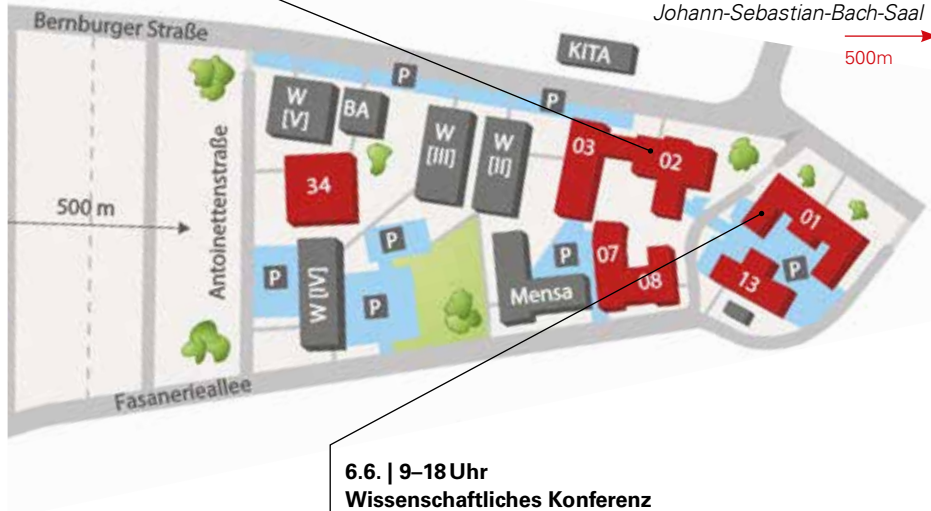 Johann-Sebastian-Bach-Saal
500m
Bernburger Straße
KITA
P
P
W
[V]
BA
W
[III]
W
[II]
03
02
34
01
500 m
Antoinettenstraße
P
P
P
W [IV]
P
07
08
Mensa
13
P
Fasanerieallee
6.6. | 9–18 Uhr
Wissenschaftliches Konferenz